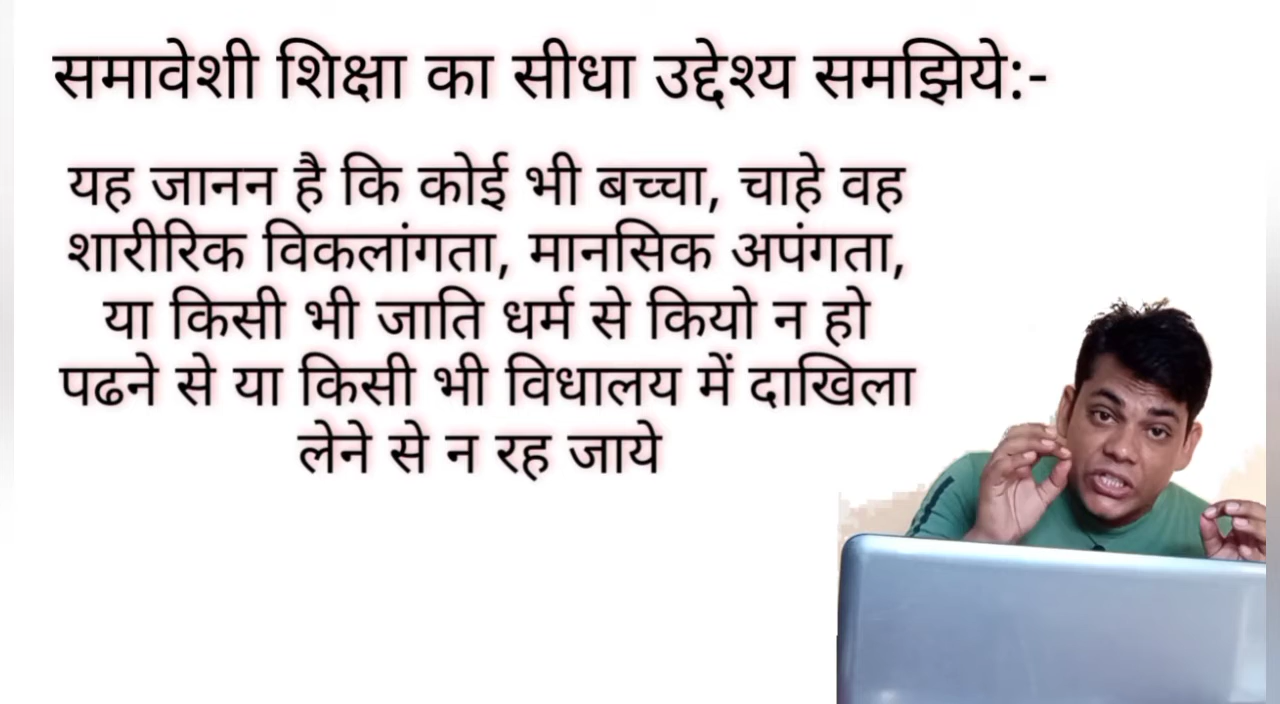 समावेशी शिक्षा का सीधा उद्देश्य समझिये:-
यह जानन है कि कोई भी बच्चा, चाहे वह
शारीरिक विकलांगता, मानसिक अपंगता,
या किसी भी जाति धर्म से कियो न हो
पढने से या किसी भी विधालय में दाखिला
लेने से न रह जाये